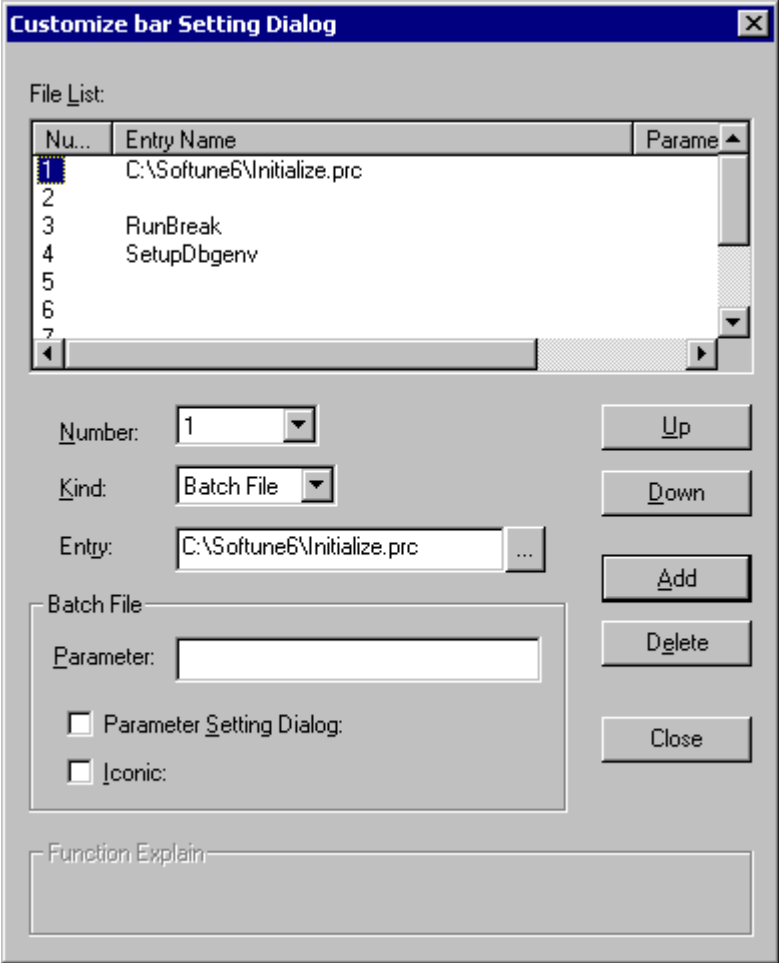 Customize bar Setting Dialog
File List:
Nu... Entry Name Parame
1 C:\Softune6\Initialize.prc
2
3 RunBreak
4 SetupDbgenv
5
6
7
Number: 1 Up
Kind: Batch File Down
Entry: C:\Softune6\Initialize.prc ...
Add
Batch File
Delete
Parameter:
Parameter Setting Dialog:
Close
Iconic:
Function Explain